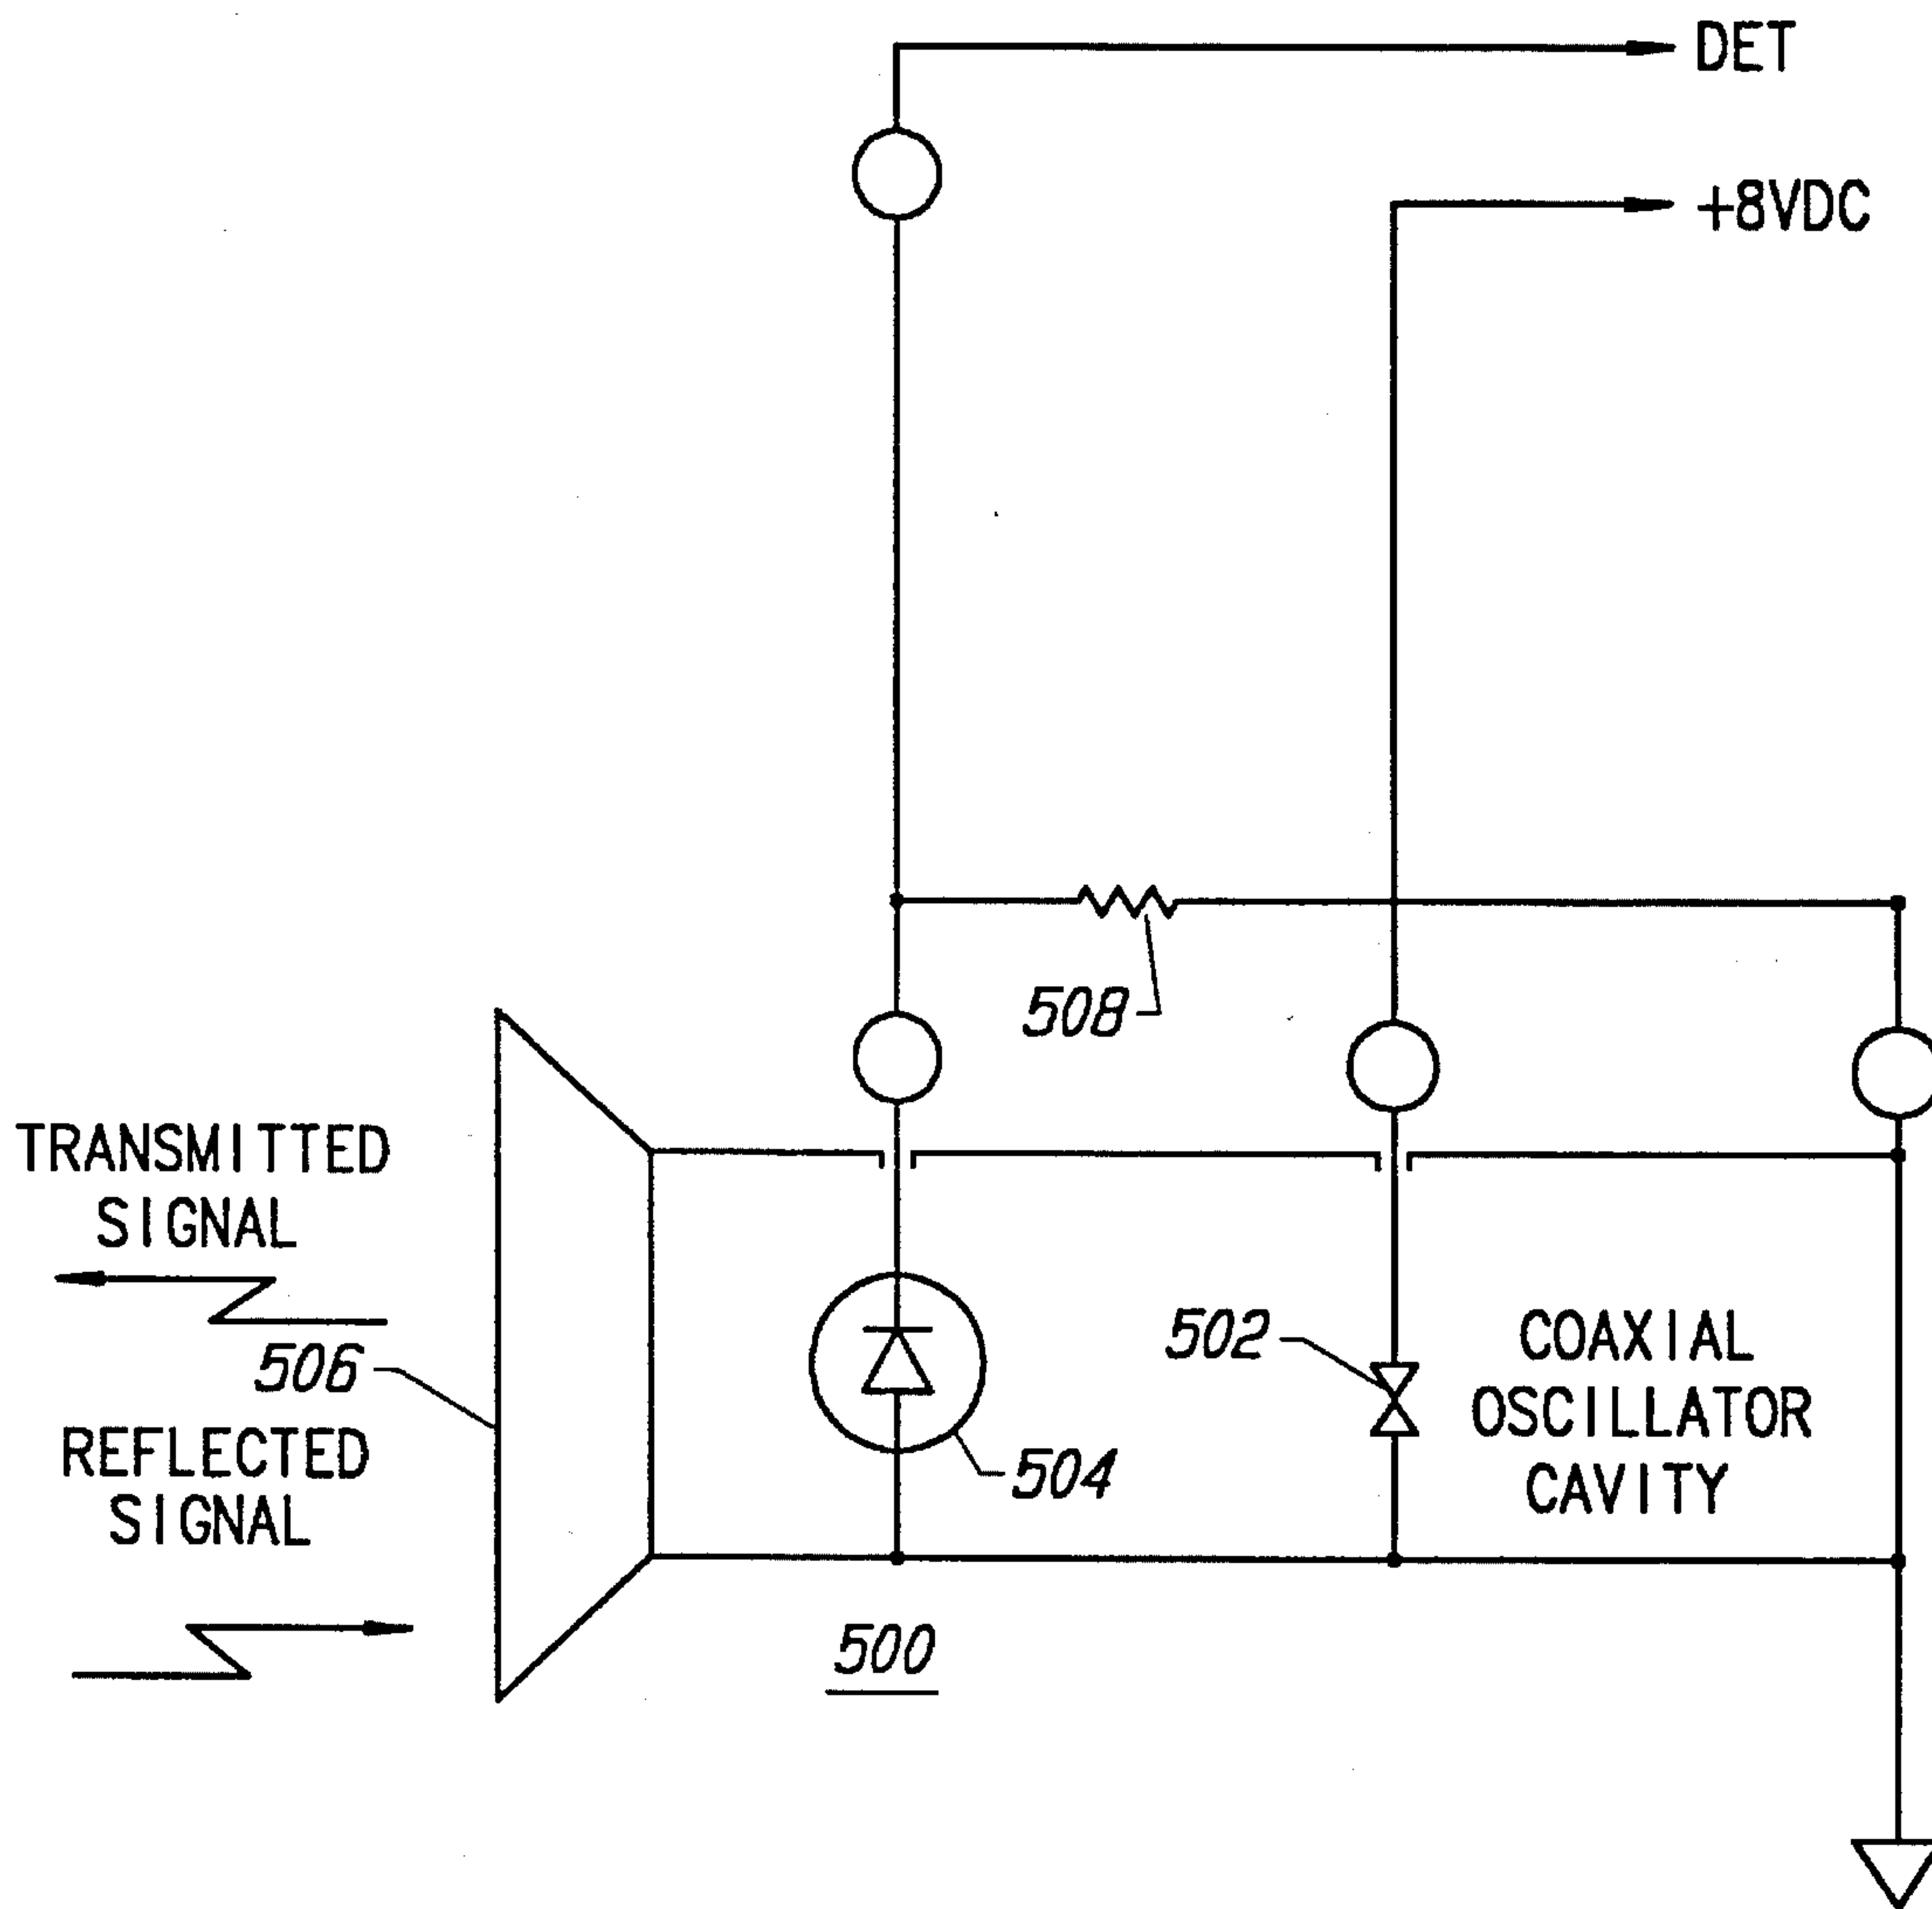 DET
+8VDC
508
TRANSMITTED
SIGNAL
506
REFLECTED
SIGNAL
502
504
COAXIAL
OSCILLATOR
CAVITY
500